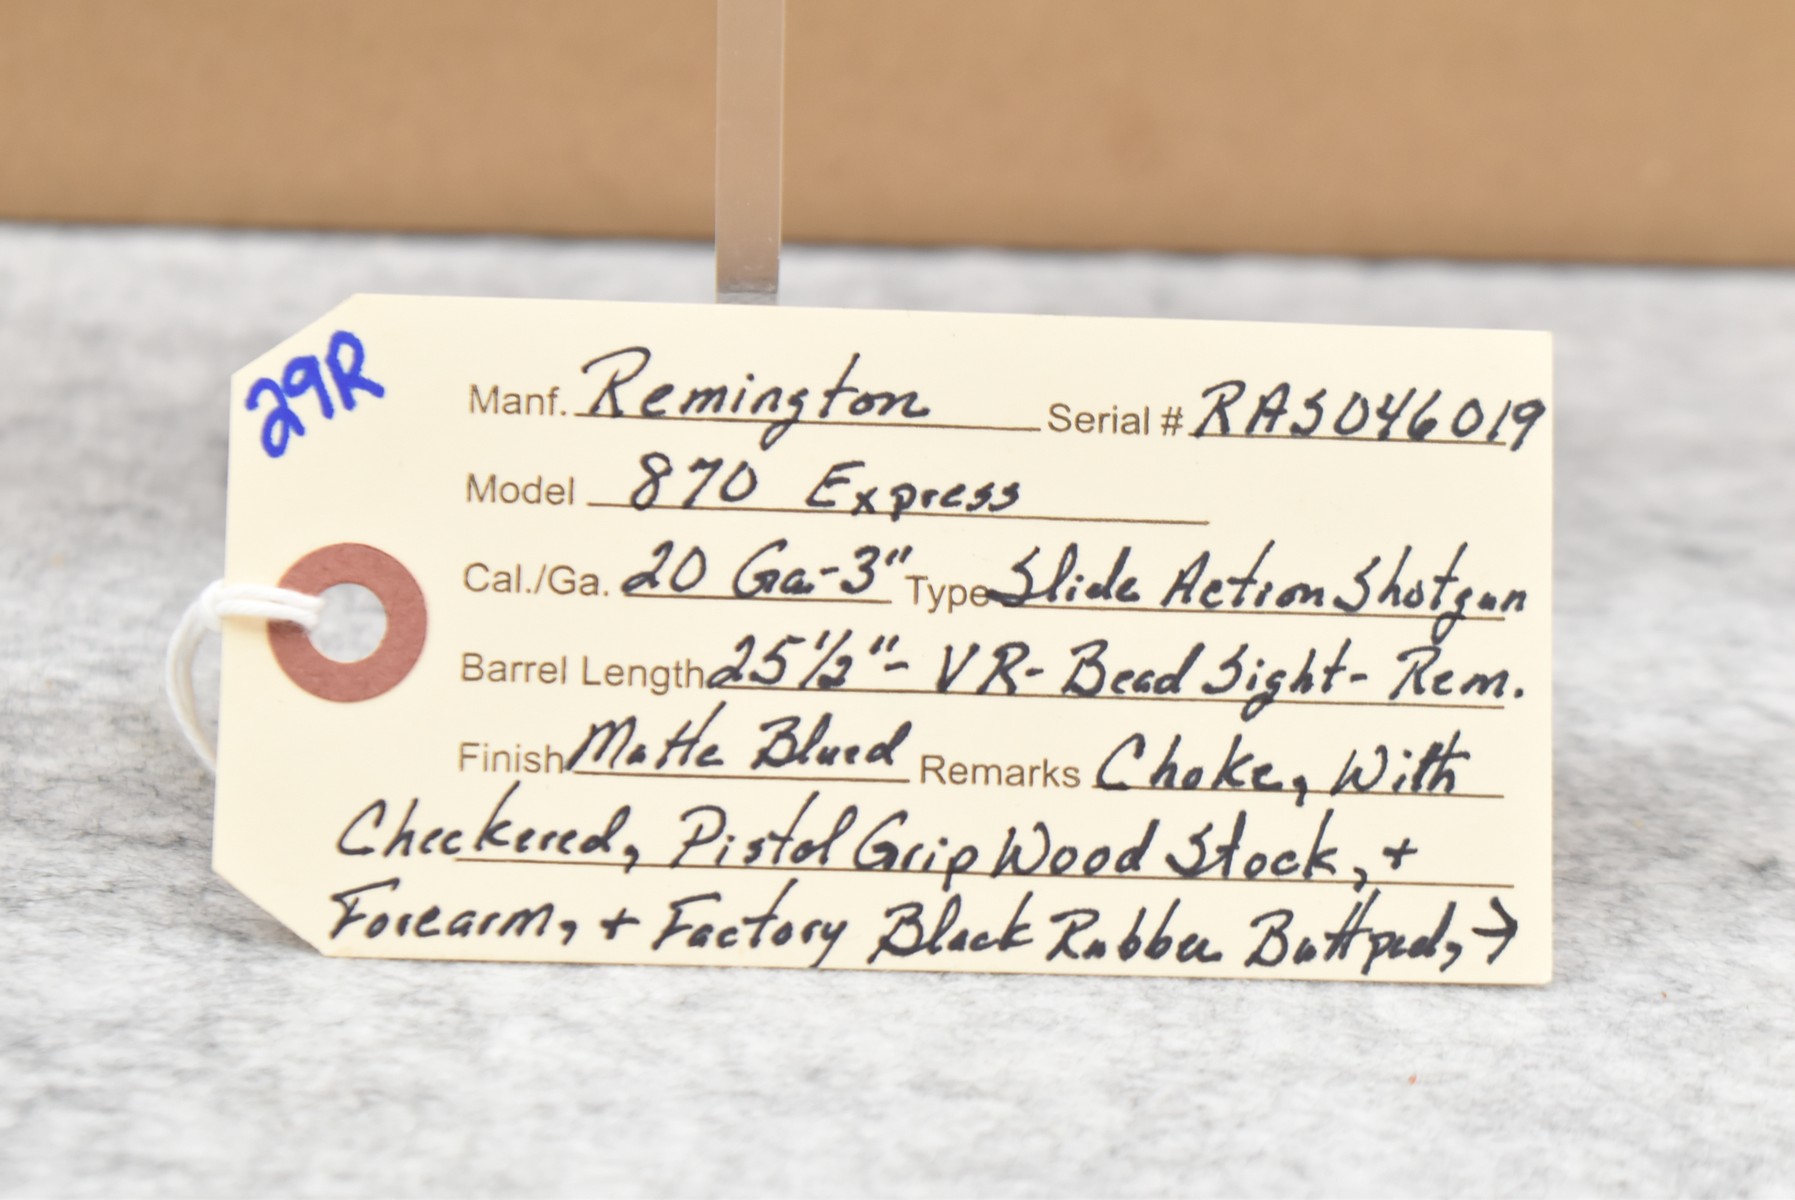 29R
Manf. Remington Serial # RAS046019
Model 870 Express
Cal./Ga. 20 Ga-3" Type Slide Action Shotgun
Barrel Length 25 1/2" - VR - Bead Sight - Rem.
Finish Matte Blued Remarks Choke, With
Checkered, Pistol Grip Wood Stock, +
Forearm, + Factory Black Rubber Buttpad, →